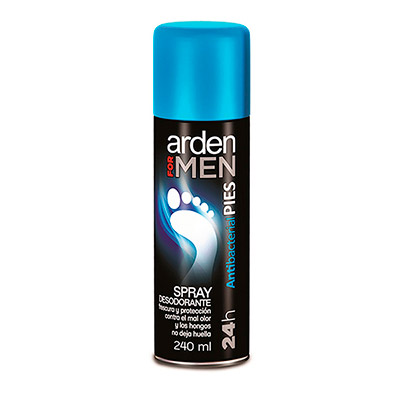 arden
FOR
MEN
Antibacterial PIES
24h
SPRAY
DESODORANTE
frescura y protección
contra el mal olor
y los hongos
no deja huella
240 ml